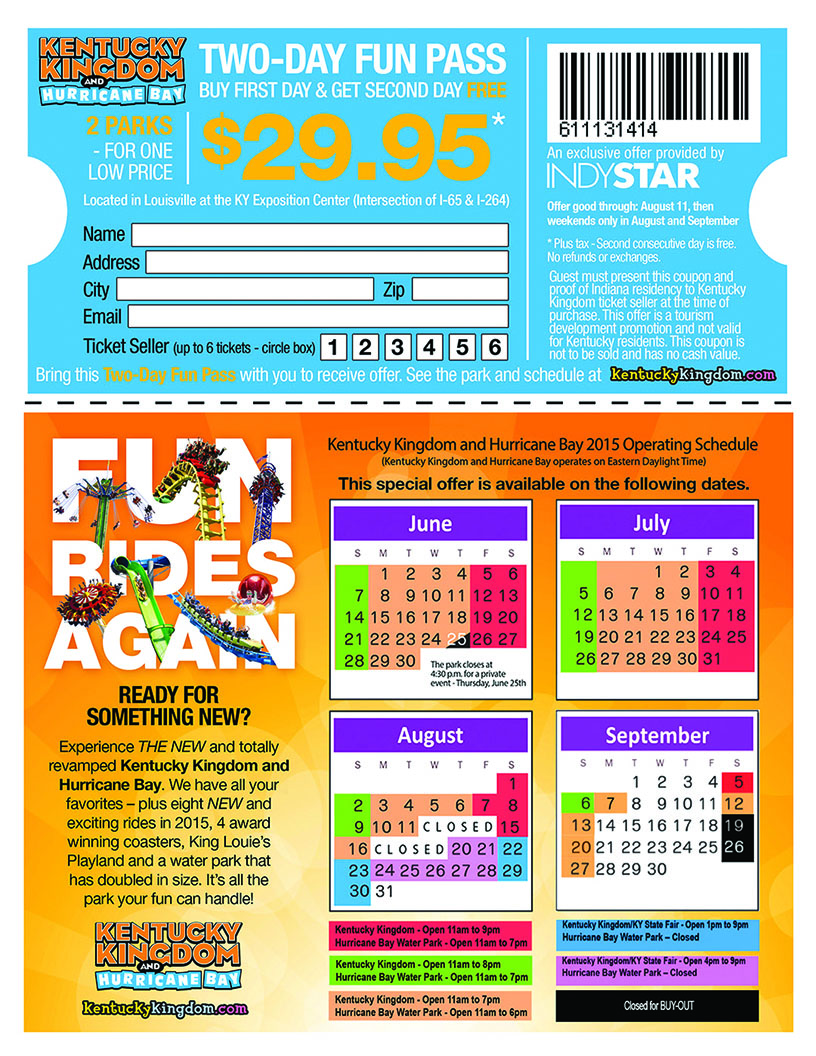 KENTUCKY
KINGDOM
AND
HURRICANE BAY
TWO-DAY FUN PASS
BUY FIRST DAY & GET SECOND DAY FREE
2 PARKS
- FOR ONE
LOW PRICE
$29.95*
Located in Louisville at the KY Exposition Center (Intersection of I-65 & I-264)
Name
Address
City Zip
Email
Ticket Seller (up to 6 tickets - circle box) 1 2 3 4 5 6
611131414
An exclusive offer provided by
INDYSTAR
Offer good through: August 11, then
weekends only in August and September
* Plus tax - Second consecutive day is free.
No refunds or exchanges.
Guest must present this coupon and
proof of Indiana residency to Kentucky
Kingdom ticket seller at the time of
purchase. This offer is a tourism
development promotion and not valid
for Kentucky residents. This coupon is
not to be sold and has no cash value.
Bring this Two-Day Fun Pass with you to receive offer. See the park and schedule at KentuckyKingdom.com
FUN
RIDES
AGAIN
READY FOR
SOMETHING NEW?
Experience THE NEW and totally
revamped Kentucky Kingdom and
Hurricane Bay. We have all your
favorites – plus eight NEW and
exciting rides in 2015, 4 award
winning coasters, King Louie's
Playland and a water park that
has doubled in size. It's all the
park your fun can handle!
KENTUCKY
KINGDOM
AND
HURRICANE BAY
KentuckyKingdom.com
Kentucky Kingdom and Hurricane Bay 2015 Operating Schedule
(Kentucky Kingdom and Hurricane Bay operates on Eastern Daylight Time)
This special offer is available on the following dates.
June
S M T W T F S
1 2 3 4 5 6
7 8 9 10 11 12 13
14 15 16 17 18 19 20
21 22 23 24 25 26 27
28 29 30
The park closes at
4:30 p.m. for a private
event - Thursday, June 25th
July
S M T W T F S
1 2 3 4
5 6 7 8 9 10 11
12 13 14 15 16 17 18
19 20 21 22 23 24 25
26 27 28 29 30 31
August
S M T W T F S
1
2 3 4 5 6 7 8
9 10 11 CLOSED 15
16 CLOSED 20 21 22
23 24 25 26 27 28 29
30 31
September
S M T W T F S
1 2 3 4 5
6 7 8 9 10 11 12
13 14 15 16 17 18 19
20 21 22 23 24 25 26
27 28 29 30
Kentucky Kingdom - Open 11am to 9pm
Hurricane Bay Water Park - Open 11am to 7pm
Kentucky Kingdom - Open 11am to 8pm
Hurricane Bay Water Park - Open 11am to 7pm
Kentucky Kingdom - Open 11am to 7pm
Hurricane Bay Water Park - Open 11am to 6pm
Kentucky Kingdom/KY State Fair - Open 1pm to 9pm
Hurricane Bay Water Park – Closed
Kentucky Kingdom/KY State Fair - Open 4pm to 9pm
Hurricane Bay Water Park – Closed
Closed for BUY-OUT